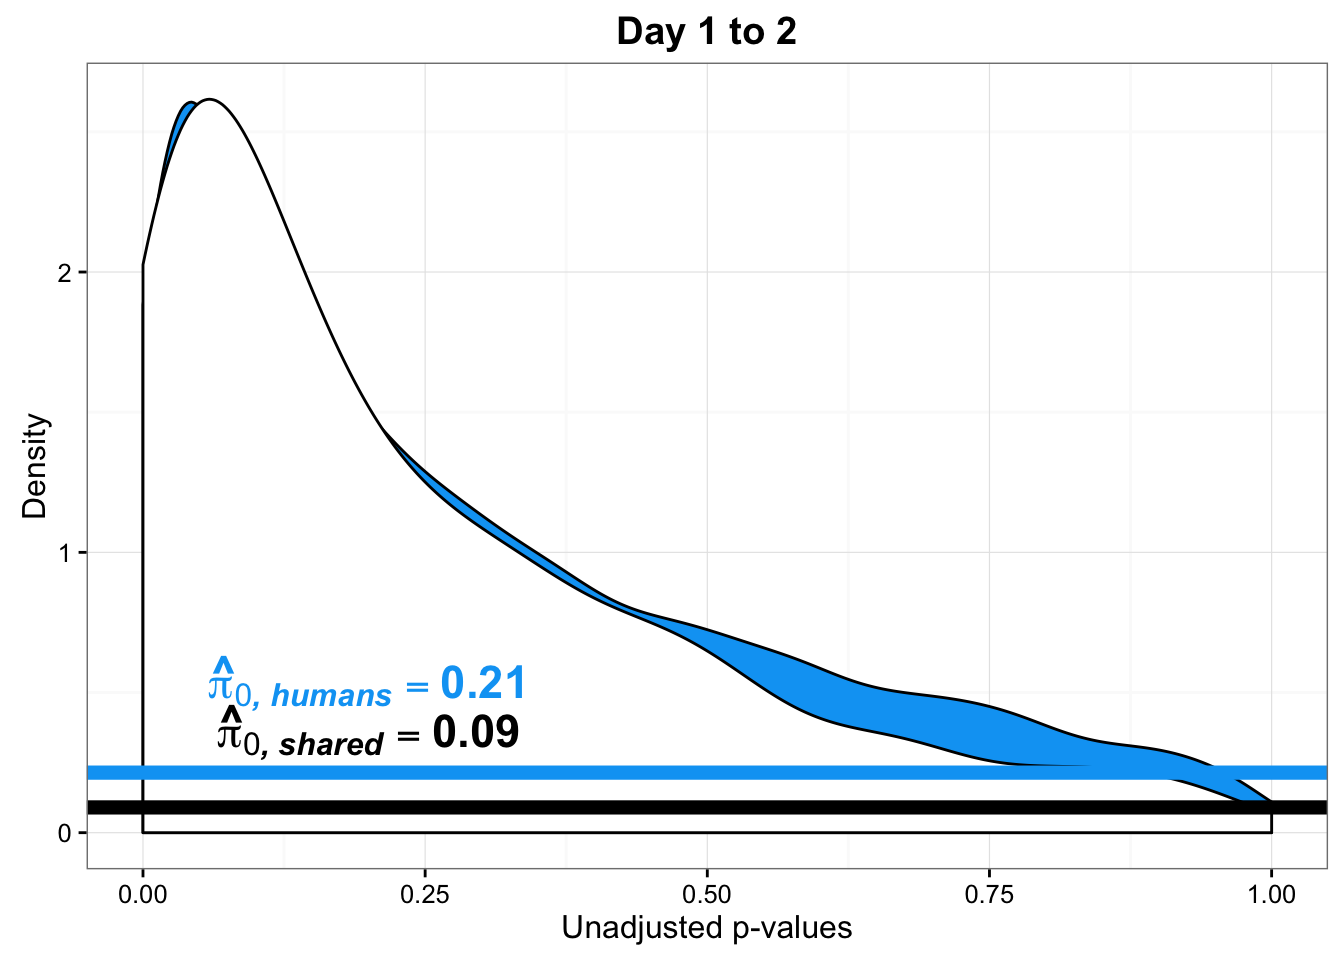 Day 1 to 2
Density
2
1
0
π̂0, humans = 0.21
π̂0, shared = 0.09
0.00 0.25 0.50 0.75 1.00
Unadjusted p-values